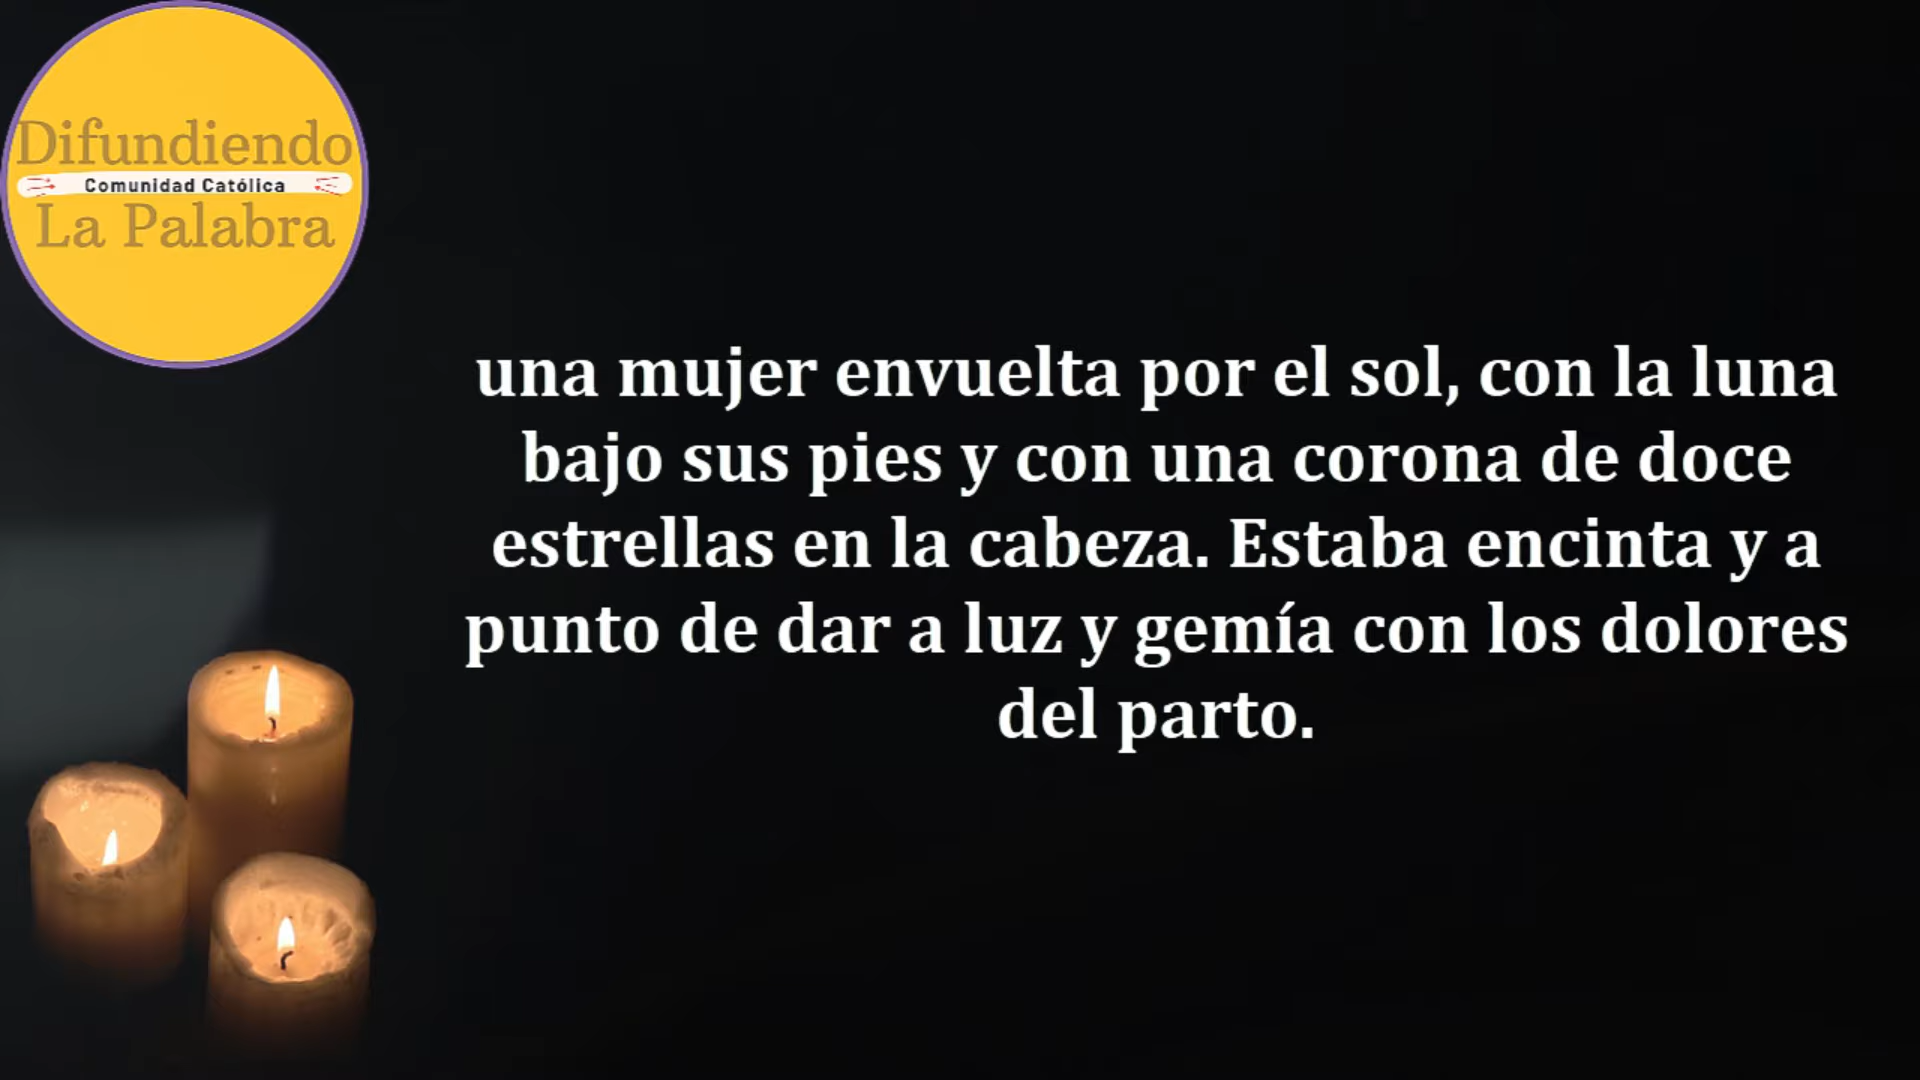 Difundiendo
Comunidad Católica
La Palabra
una mujer envuelta por el sol, con la luna
bajo sus pies y con una corona de doce
estrellas en la cabeza. Estaba encinta y a
punto de dar a luz y gemía con los dolores
del parto.